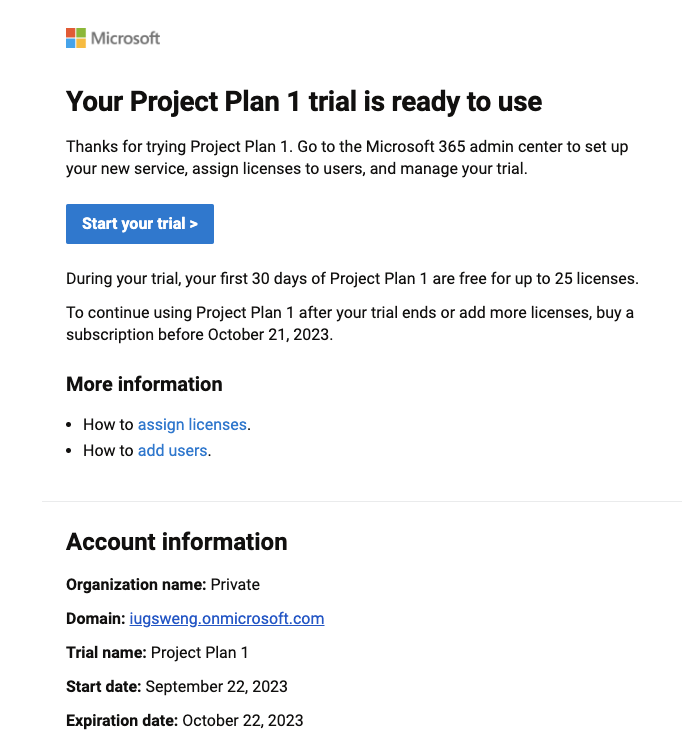 Microsoft
Your Project Plan 1 trial is ready to use
Thanks for trying Project Plan 1. Go to the Microsoft 365 admin center to set up
your new service, assign licenses to users, and manage your trial.
Start your trial >
During your trial, your first 30 days of Project Plan 1 are free for up to 25 licenses.
To continue using Project Plan 1 after your trial ends or add more licenses, buy a
subscription before October 21, 2023.
More information
• How to assign licenses.
• How to add users.
Account information
Organization name: Private
Domain: iugsweng.onmicrosoft.com
Trial name: Project Plan 1
Start date: September 22, 2023
Expiration date: October 22, 2023